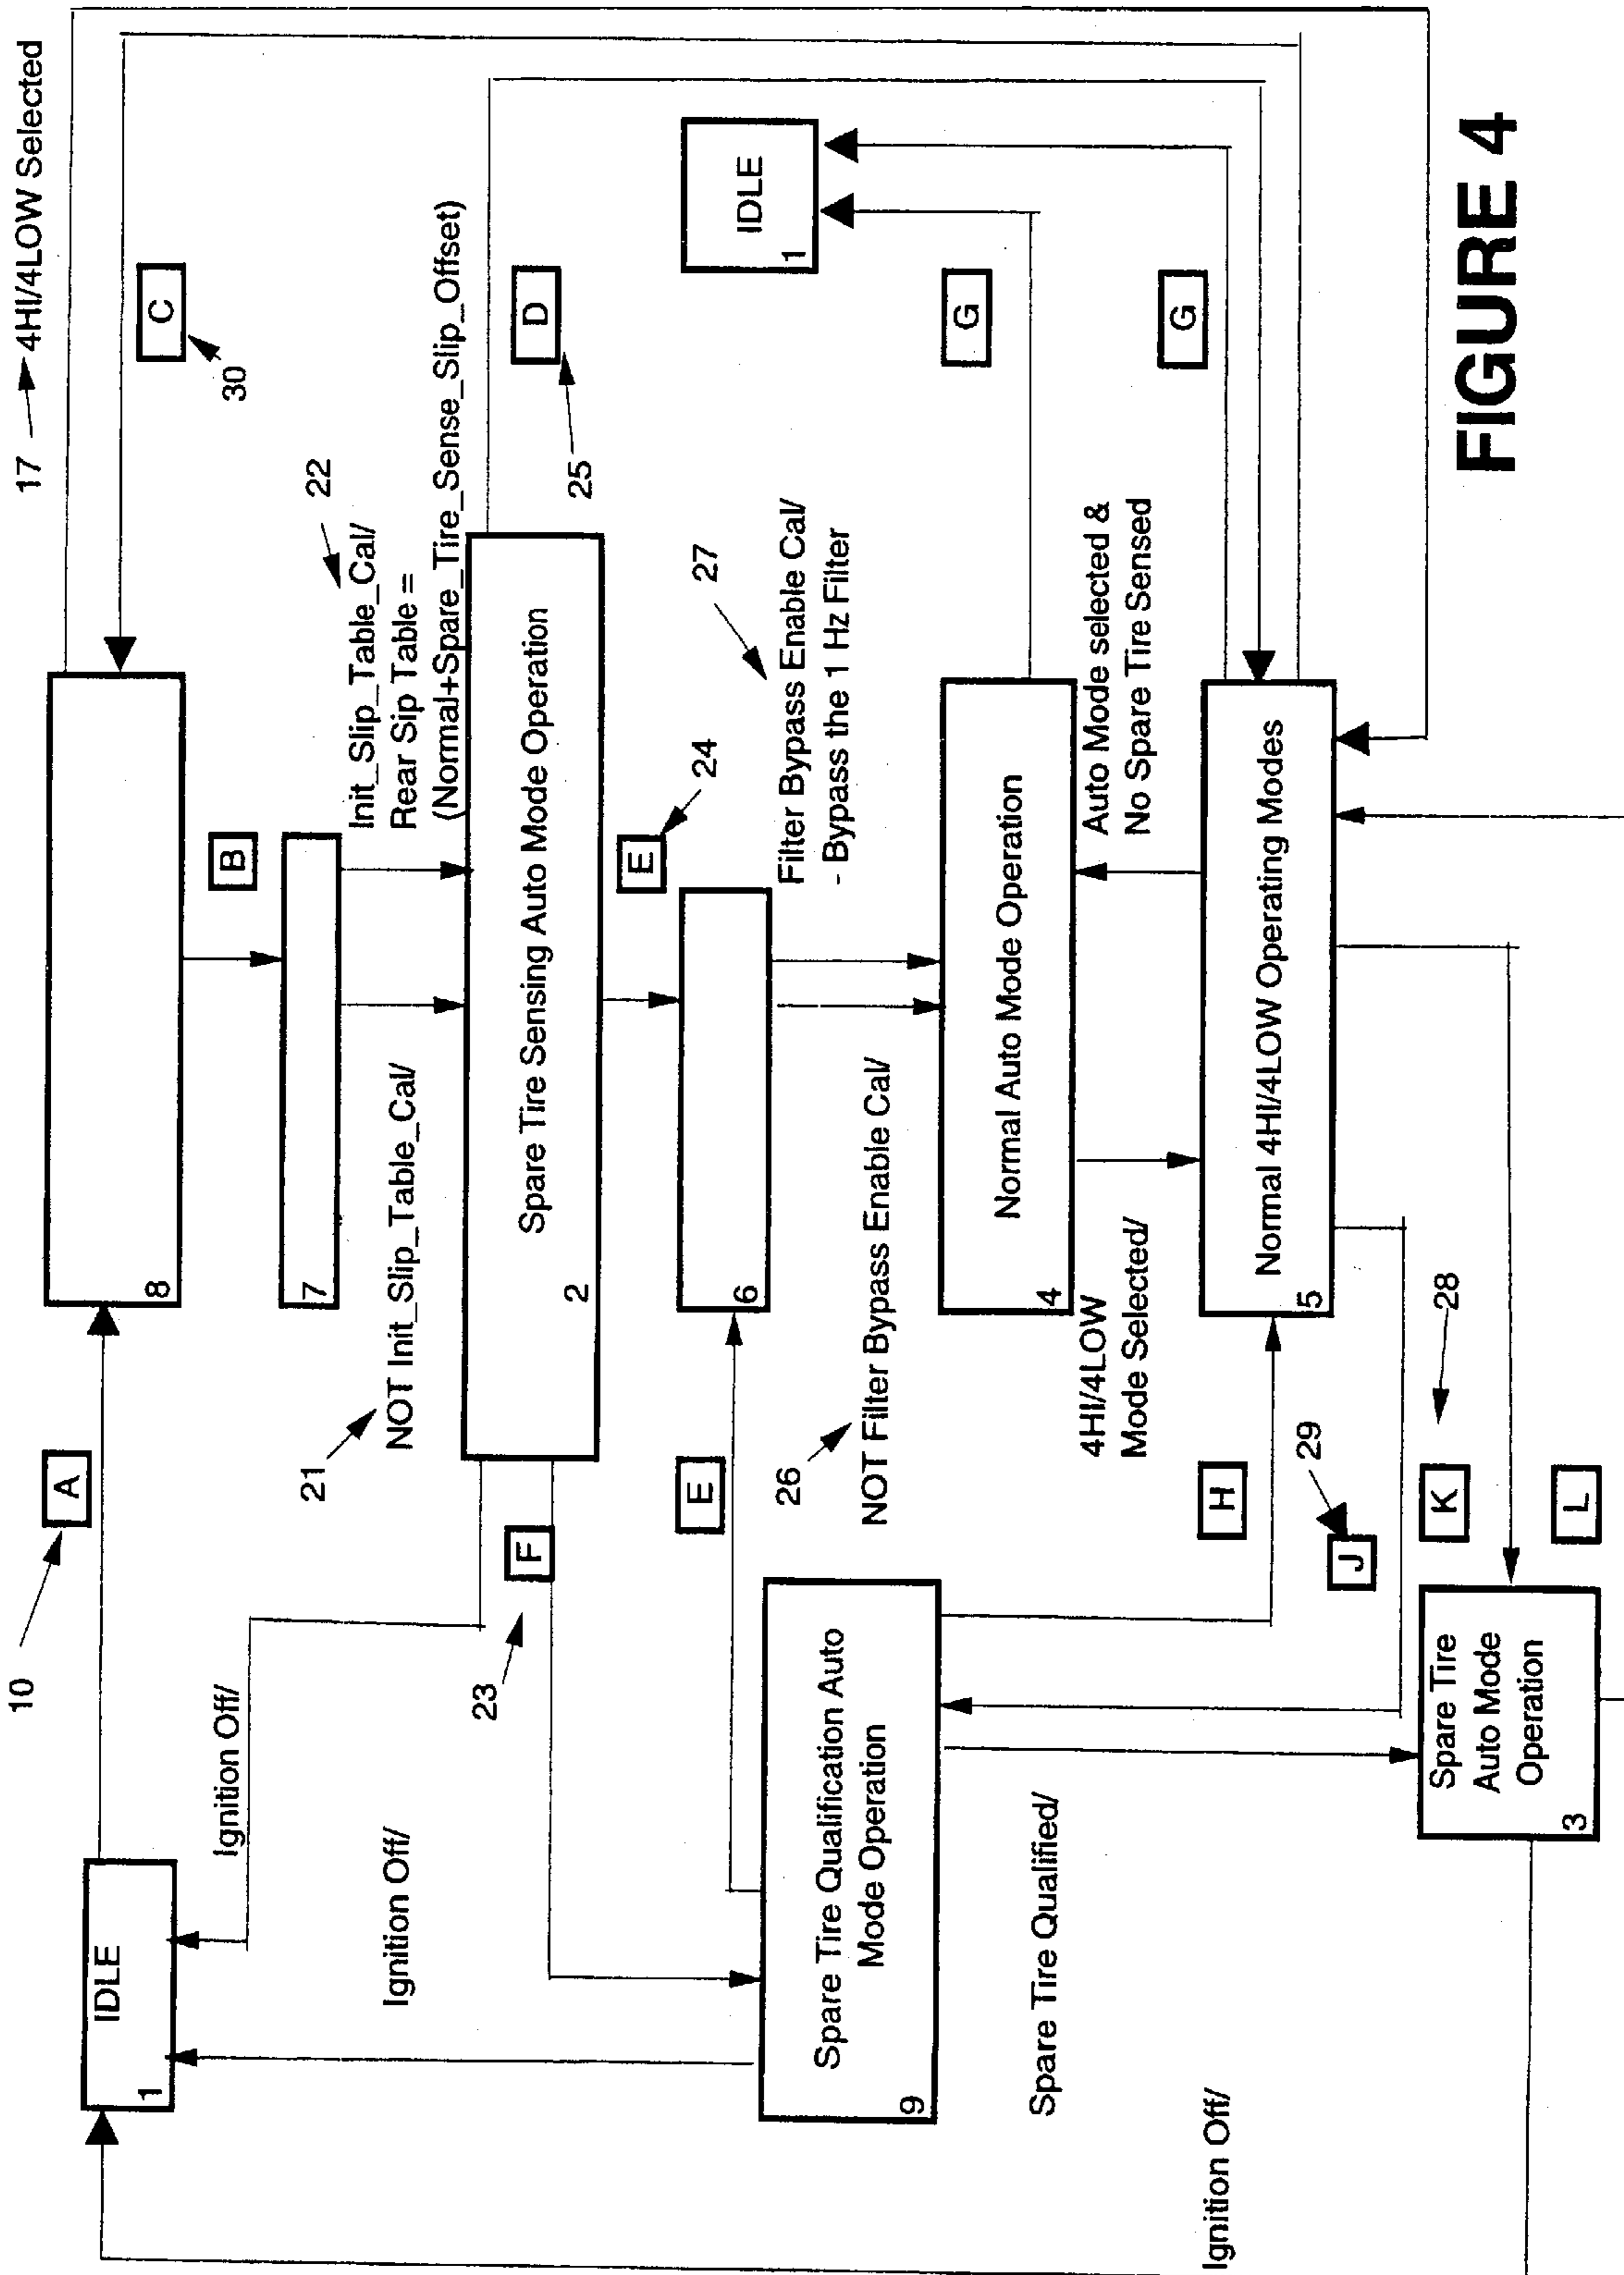 17
4HI/4LOW Selected
10
A
C
30
8
IDLE
1
Ignition Off/
B
7
21
NOT Init_Slip_Table_Cal/
22
Init_Slip_Table_Cal/
Rear Sip Table =
(Normal+Spare_Tire_Sense_Slip_Offset)
Ignition Off/
23
F
Spare Tire Sensing Auto Mode Operation
2
D
25
E
E
24
6
IDLE
1
26
NOT Filter Bypass Enable Cal/
27
Filter Bypass Enable Cal/
- Bypass the 1 Hz Filter
Spare Tire Qualification Auto
Mode Operation
9
Normal Auto Mode Operation
4
G
Spare Tire Qualified/
4HI/4LOW
Mode Selected/
Auto Mode selected &
No Spare Tire Sensed
H
Normal 4HI/4LOW Operating Modes
5
G
Ignition Off/
J
29
K
28
Spare Tire
Auto Mode
Operation
3
L
FIGURE 4